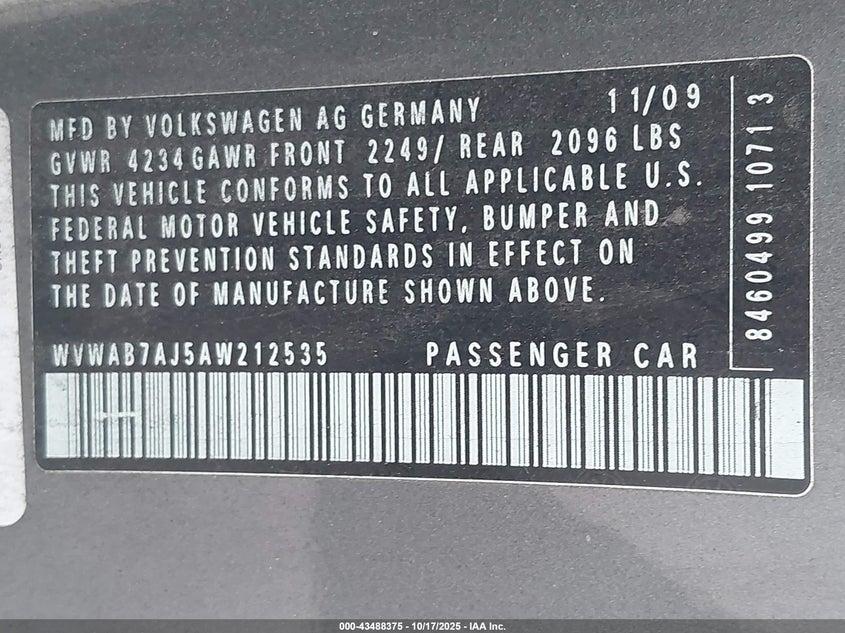 MFD BY VOLKSWAGEN AG GERMANY 11/09
GVWR 4234 GAWR FRONT 2249/ REAR 2096 LBS
THIS VEHICLE CONFORMS TO ALL APPLICABLE U.S.
FEDERAL MOTOR VEHICLE SAFETY, BUMPER AND
THEFT PREVENTION STANDARDS IN EFFECT ON
THE DATE OF MANUFACTURE SHOWN ABOVE.
WVWAB7AJ5AW212535 PASSENGER CAR
8460499 1071 3
000-43488375 - 10/17/2025 - IAA Inc.